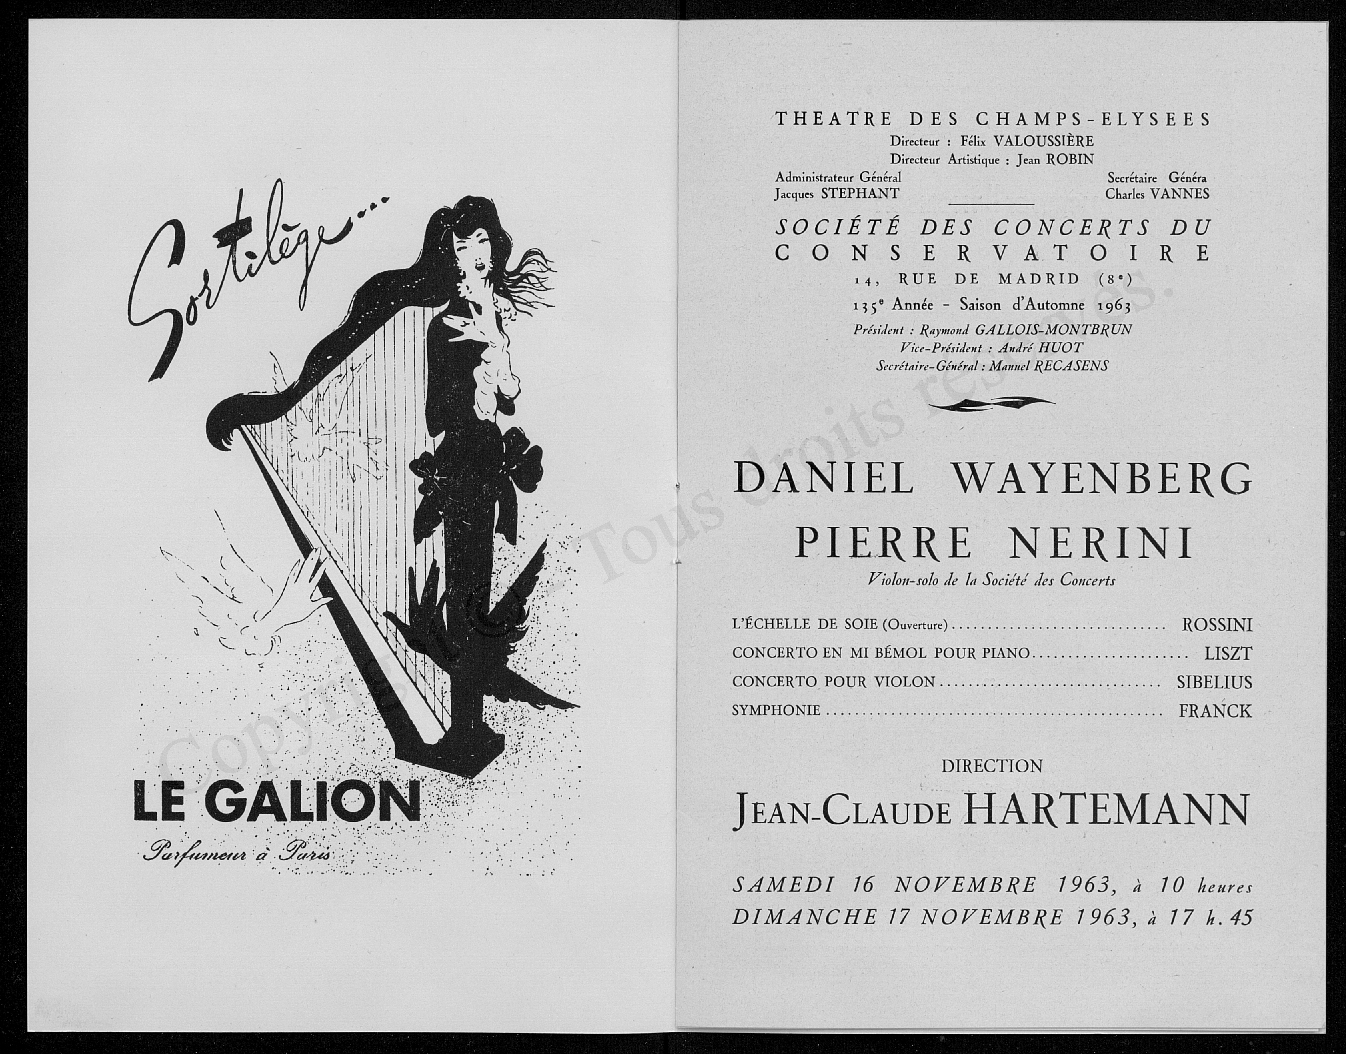 Sortilège...
LE GALION
Parfumeur à Paris
THEATRE DES CHAMPS-ELYSEES
Directeur : Félix VALOUSSIÈRE
Directeur Artistique : Jean ROBIN
Administrateur Général Secrétaire Généra
Jacques STEPHANT Charles VANNES
SOCIÉTÉ DES CONCERTS DU
CONSERVATOIRE
14, RUE DE MADRID (8e)
135e Année - Saison d'Automne 1963
Président : Raymond GALLOIS-MONTBRUN
Vice-Président : André HUOT
Secrétaire-Général : Manuel RECASENS
DANIEL WAYENBERG
PIERRE NERINI
Violon-solo de la Société des Concerts
L'ÉCHELLE DE SOIE (Ouverture) ............................. ROSSINI
CONCERTO EN MI BÉMOL POUR PIANO...................... LISZT
CONCERTO POUR VIOLON .............................. SIBELIUS
SYMPHONIE .............................................. FRANCK
DIRECTION
JEAN-CLAUDE HARTEMANN
SAMEDI 16 NOVEMBRE 1963, à 10 heures
DIMANCHE 17 NOVEMBRE 1963, à 17 h. 45
Copyright © - Tous droits réservés.